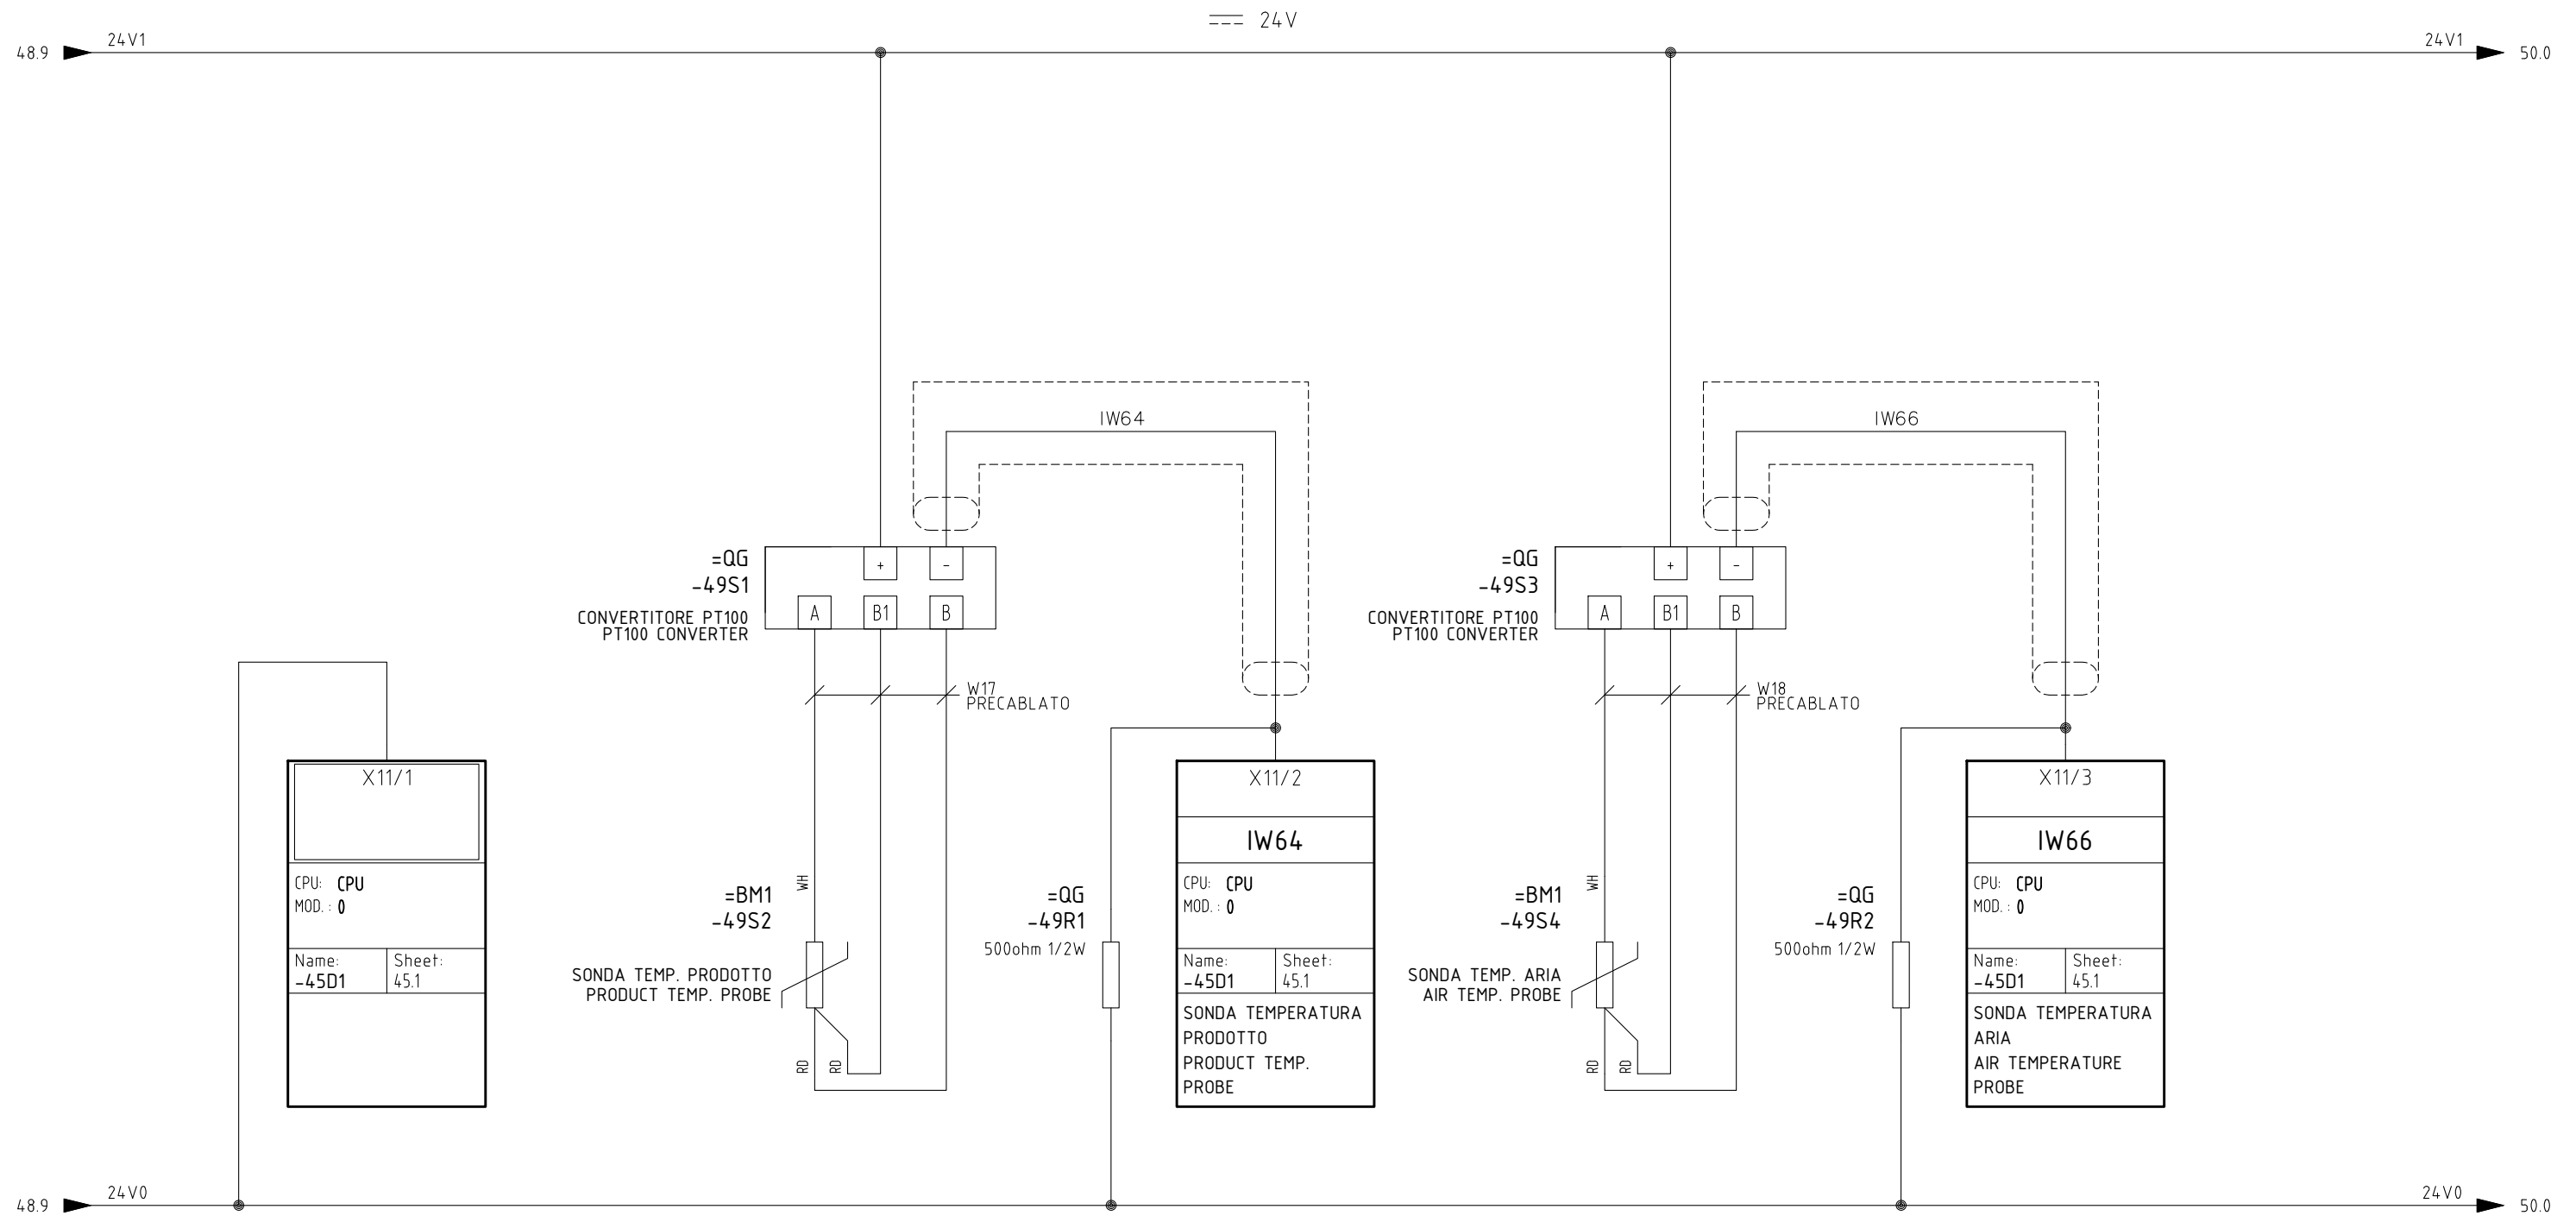 24V
48.9
24V1
24V1
50.0
IW64
IW66
=QG
-49S1
CONVERTITORE PT100
PT100 CONVERTER
+
-
A
B1
B
=QG
-49S3
CONVERTITORE PT100
PT100 CONVERTER
+
-
A
B1
B
W17
PRECABLATO
W18
PRECABLATO
X11/1
CPU: CPU
MOD. : 0
Name:
-45D1
Sheet:
45.1
WH
=BM1
-49S2
SONDA TEMP. PRODOTTO
PRODUCT TEMP. PROBE
RD
RD
=QG
-49R1
500ohm 1/2W
X11/2
IW64
CPU: CPU
MOD. : 0
Name:
-45D1
Sheet:
45.1
SONDA TEMPERATURA
PRODOTTO
PRODUCT TEMP.
PROBE
WH
=BM1
-49S4
SONDA TEMP. ARIA
AIR TEMP. PROBE
RD
RD
=QG
-49R2
500ohm 1/2W
X11/3
IW66
CPU: CPU
MOD. : 0
Name:
-45D1
Sheet:
45.1
SONDA TEMPERATURA
ARIA
AIR TEMPERATURE
PROBE
48.9
24V0
24V0
50.0